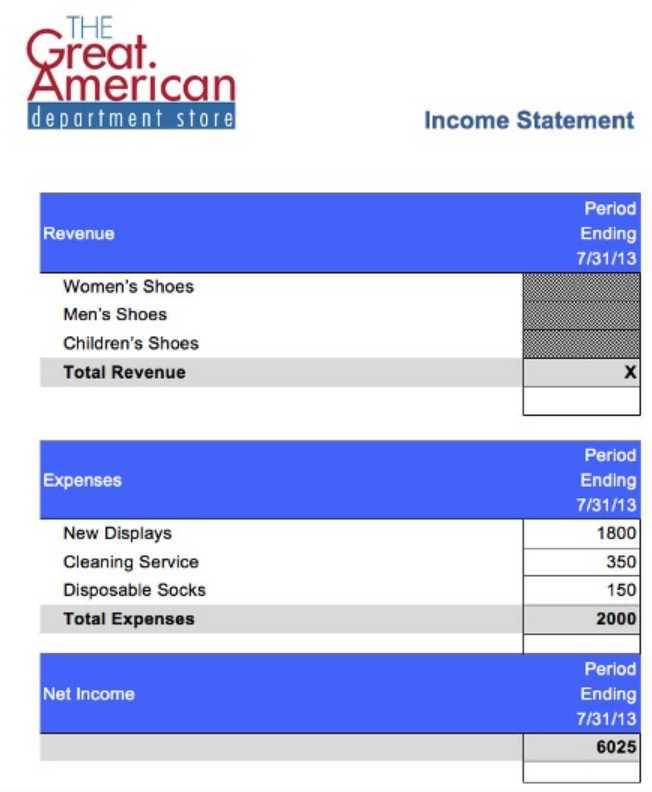 THE
Great.
American
department store
Income Statement
Revenue
Period
Ending
7/31/13
Women's Shoes
Men's Shoes
Children's Shoes
Total Revenue X
Expenses
Period
Ending
7/31/13
New Displays 1800
Cleaning Service 350
Disposable Socks 150
Total Expenses 2000
Net Income
Period
Ending
7/31/13
6025